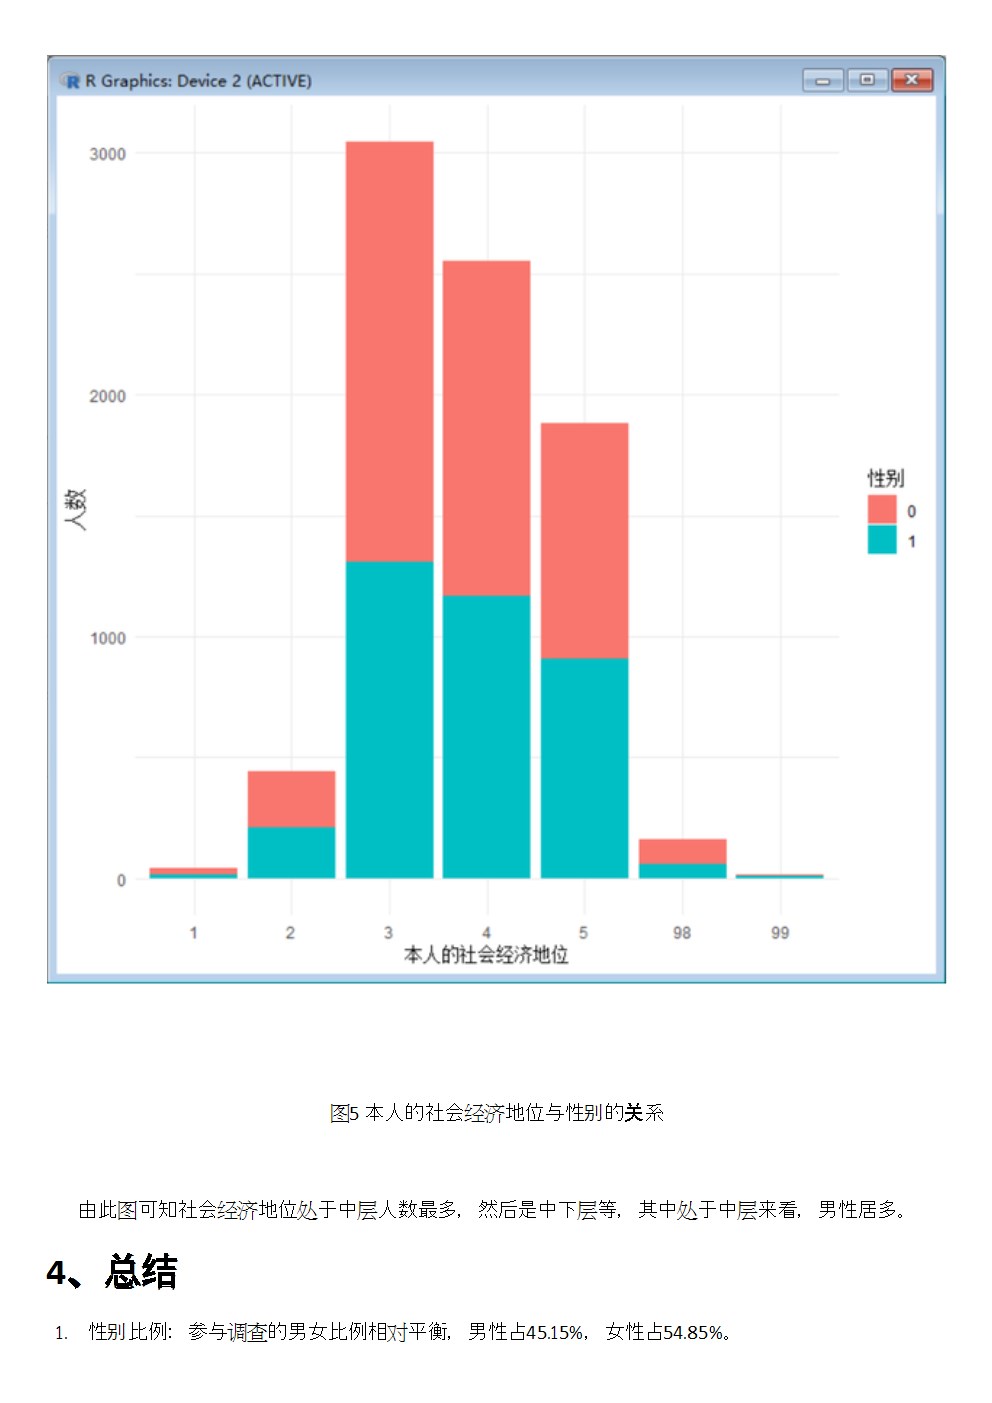 R Graphics: Device 2 (ACTIVE)
3000
2000
1000
0
人数
性别
0
1
1 2 3 4 5 98 99
本人的社会经济地位
图5 本人的社会经济地位与性别的关系
由此图可知社会经济地位处于中层人数最多，然后是中下层等，其中处于中层来看，男性居多。
4、总结
1. 性别比例：参与调查的男女比例相对平衡，男性占45.15%，女性占54.85%。